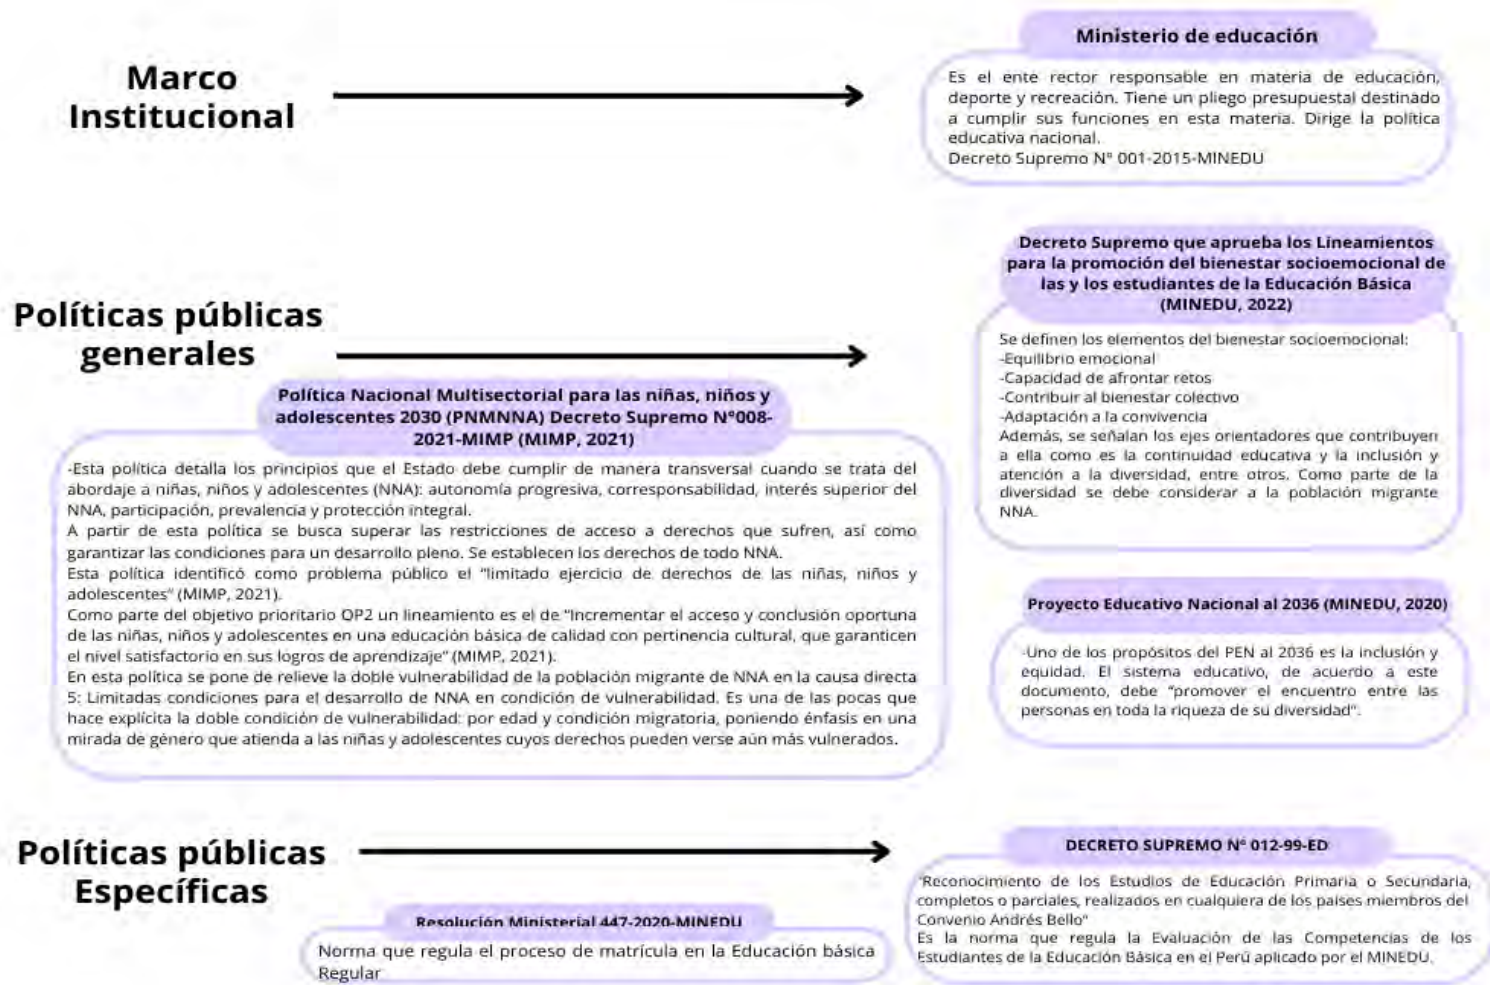 Marco
Institucional
Ministerio de educación
Es el ente rector responsable en materia de educación,
deporte y recreación. Tiene un pliego presupuestal destinado
a cumplir sus funciones en esta materia. Dirige la política
educativa nacional.
Decreto Supremo N° 001-2015-MINEDU
Políticas públicas
generales
Decreto Supremo que aprueba los Lineamientos
para la promoción del bienestar socioemocional de
las y los estudiantes de la Educación Básica
(MINEDU, 2022)
Se definen los elementos del bienestar socioemocional:
-Equilibrio emocional
-Capacidad de afrontar retos
-Contribuir al bienestar colectivo
-Adaptación a la convivencia
Además, se señalan los ejes orientadores que contribuyen
a ella como es la continuidad educativa y la inclusión y
atención a la diversidad, entre otros. Como parte de la
diversidad se debe considerar a la población migrante
NNA.
Política Nacional Multisectorial para las niñas, niños y
adolescentes 2030 (PNMNNA) Decreto Supremo N°008-
2021-MIMP (MIMP, 2021)
-Esta política detalla los principios que el Estado debe cumplir de manera transversal cuando se trata del
abordaje a niñas, niños y adolescentes (NNA): autonomía progresiva, corresponsabilidad, interés superior del
NNA, participación, prevalencia y protección integral.
A partir de esta política se busca superar las restricciones de acceso a derechos que sufren, así como
garantizar las condiciones para un desarrollo pleno. Se establecen los derechos de todo NNA.
Esta política identificó como problema público el "limitado ejercicio de derechos de las niñas, niños y
adolescentes" (MIMP, 2021).
Como parte del objetivo prioritario OP2 un lineamiento es el de "Incrementar el acceso y conclusión oportuna
de las niñas, niños y adolescentes en una educación básica de calidad con pertinencia cultural, que garanticen
el nivel satisfactorio en sus logros de aprendizaje" (MIMP, 2021).
En esta política se pone de relieve la doble vulnerabilidad de la población migrante de NNA en la causa directa
5: Limitadas condiciones para el desarrollo de NNA en condición de vulnerabilidad. Es una de las pocas que
hace explícita la doble condición de vulnerabilidad: por edad y condición migratoria, poniendo énfasis en una
mirada de género que atienda a las niñas y adolescentes cuyos derechos pueden verse aún más vulnerados.
Proyecto Educativo Nacional al 2036 (MINEDU, 2020)
-Uno de los propósitos del PEN al 2036 es la inclusión y
equidad. El sistema educativo, de acuerdo a este
documento, debe "promover el encuentro entre las
personas en toda la riqueza de su diversidad".
Políticas públicas
Específicas
DECRETO SUPREMO N° 012-99-ED
"Reconocimiento de los Estudios de Educación Primaria o Secundaria,
completos o parciales, realizados en cualquiera de los países miembros del
Convenio Andrés Bello"
Es la norma que regula la Evaluación de las Competencias de los
Estudiantes de la Educación Básica en el Perú aplicado por el MINEDU.
Resolución Ministerial 447-2020-MINEDU
Norma que regula el proceso de matrícula en la Educación básica
Regular